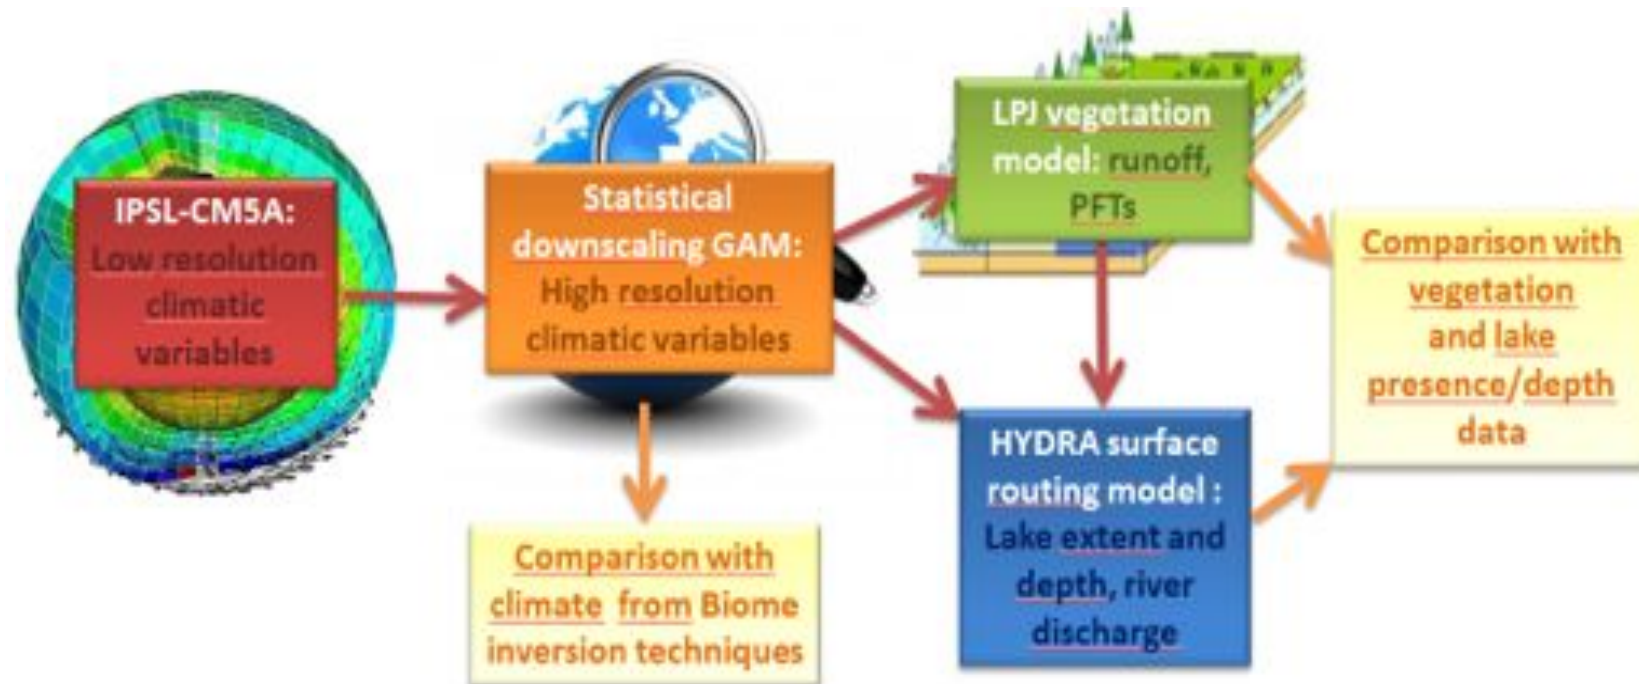 IPSL-CM5A:
Low resolution
climatic
variables
Statistical
downscaling GAM:
High resolution
climatic variables
LPJ vegetation
model: runoff,
PFTs
HYDRA surface
routing model :
Lake extent and
depth, river
discharge
Comparison with
climate from Biome
inversion techniques
Comparison with
vegetation
and lake
presence/depth
data